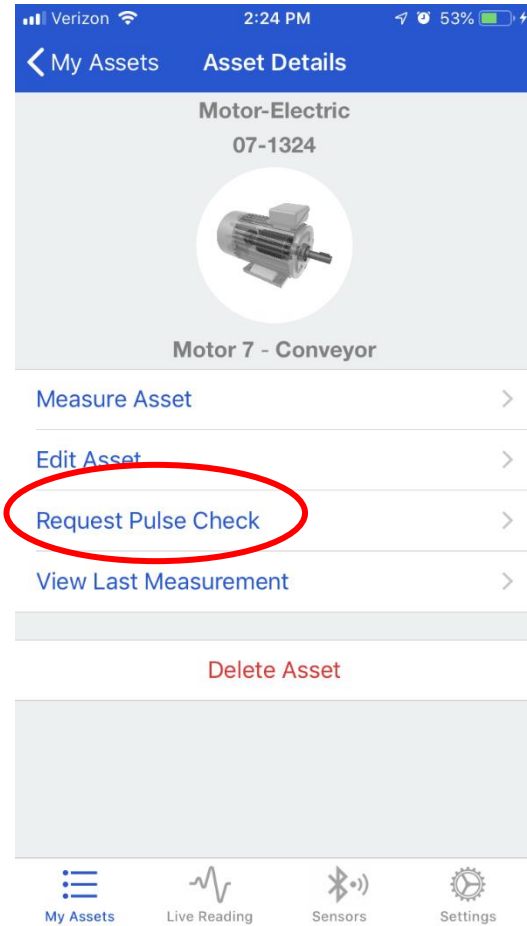 Verizon 2:24 PM 53%
My Assets Asset Details
Motor-Electric
07-1324
Motor 7 - Conveyor
Measure Asset
Edit Asset
Request Pulse Check
View Last Measurement
Delete Asset
My Assets Live Reading Sensors Settings